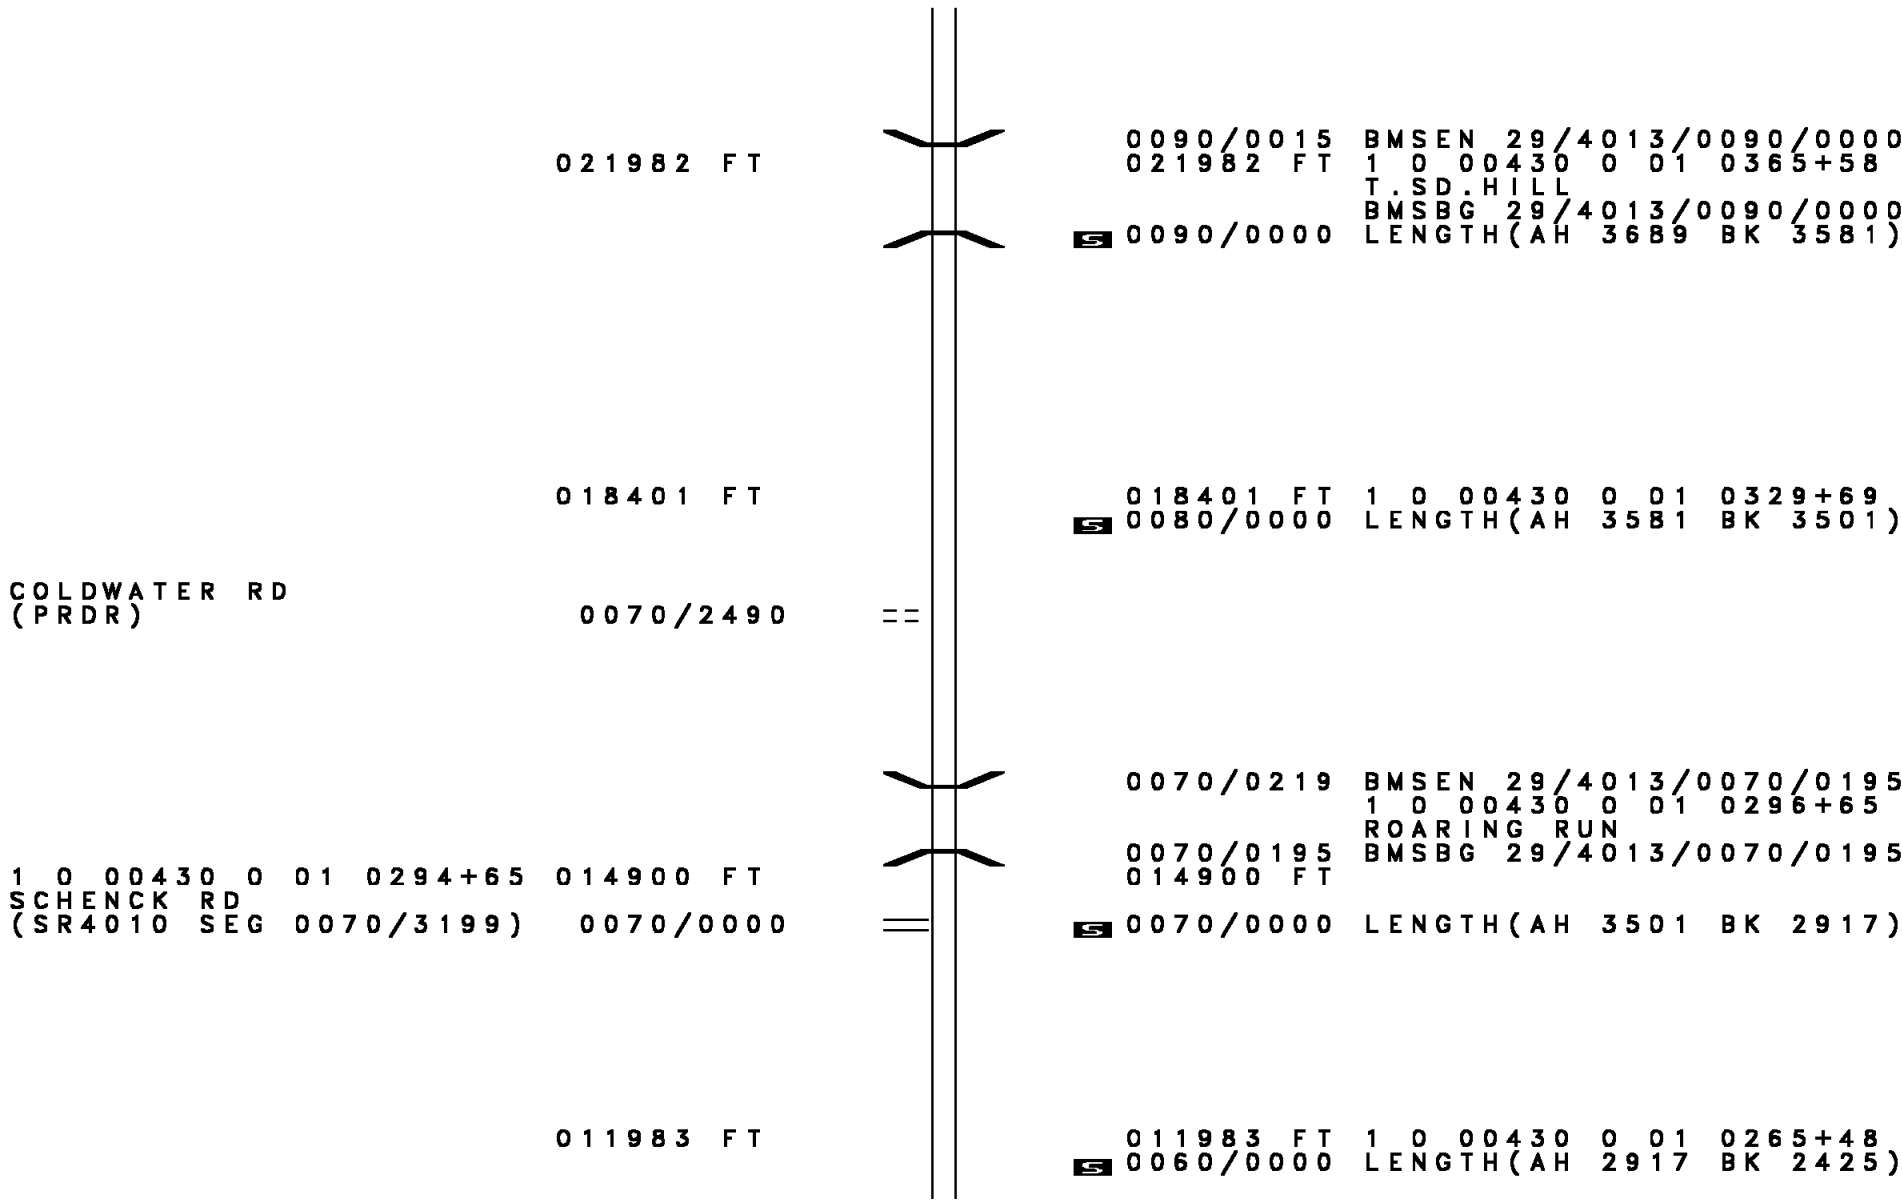 0090/0015 BMSEN 29/4013/0090/0000
021982 FT 021982 FT 1 0 00430 0 01 0365+58
T.SD.HILL
BMSBG 29/4013/0090/0000
S 0090/0000 LENGTH(AH 3689 BK 3581)
018401 FT 018401 FT 1 0 00430 0 01 0329+69
S 0080/0000 LENGTH(AH 3581 BK 3501)
COLDWATER RD
(PRDR) 0070/2490
0070/0219 BMSEN 29/4013/0070/0195
1 0 00430 0 01 0296+65
ROARING RUN
0070/0195 BMSBG 29/4013/0070/0195
1 0 00430 0 01 0294+65 014900 FT 014900 FT
SCHENCK RD
(SR4010 SEG 0070/3199) 0070/0000 S 0070/0000 LENGTH(AH 3501 BK 2917)
011983 FT 011983 FT 1 0 00430 0 01 0265+48
S 0060/0000 LENGTH(AH 2917 BK 2425)